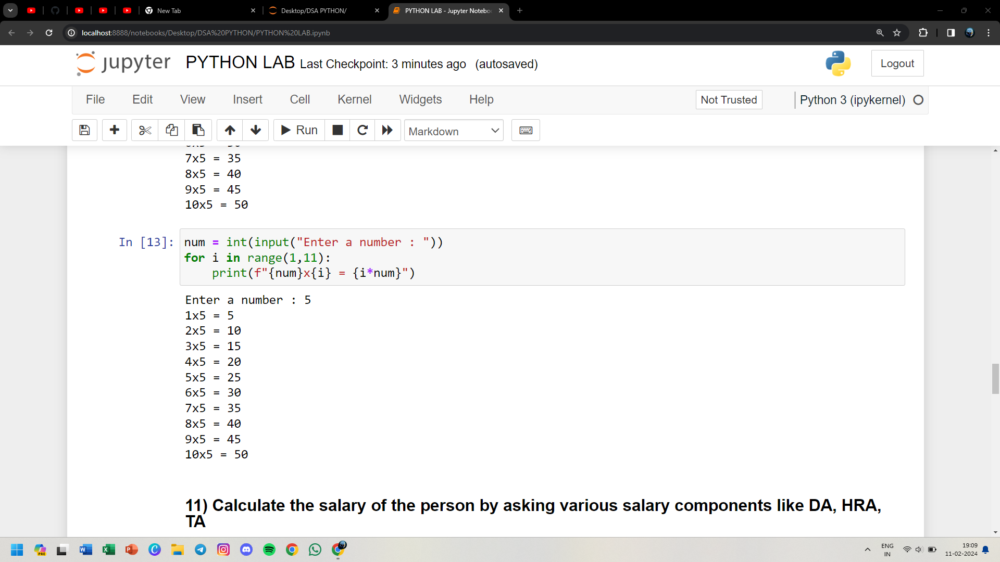 New Tab
Desktop/DSA PYTHON/
PYTHON LAB - Jupyter Notebo
localhost:8888/notebooks/Desktop/DSA%20PYTHON/PYTHON%20LAB.ipynb
jupyter PYTHON LAB Last Checkpoint: 3 minutes ago (autosaved)
Logout
File Edit View Insert Cell Kernel Widgets Help
Not Trusted
Python 3 (ipykernel)
Run
Markdown
7x5 = 35
8x5 = 40
9x5 = 45
10x5 = 50
In [13]:
num = int(input("Enter a number : "))
for i in range(1,11):
    print(f"{num}x{i} = {i*num}")
Enter a number : 5
1x5 = 5
2x5 = 10
3x5 = 15
4x5 = 20
5x5 = 25
6x5 = 30
7x5 = 35
8x5 = 40
9x5 = 45
10x5 = 50
11) Calculate the salary of the person by asking various salary components like DA, HRA,
TA
PRE
ENG
IN
19:09
11-02-2024